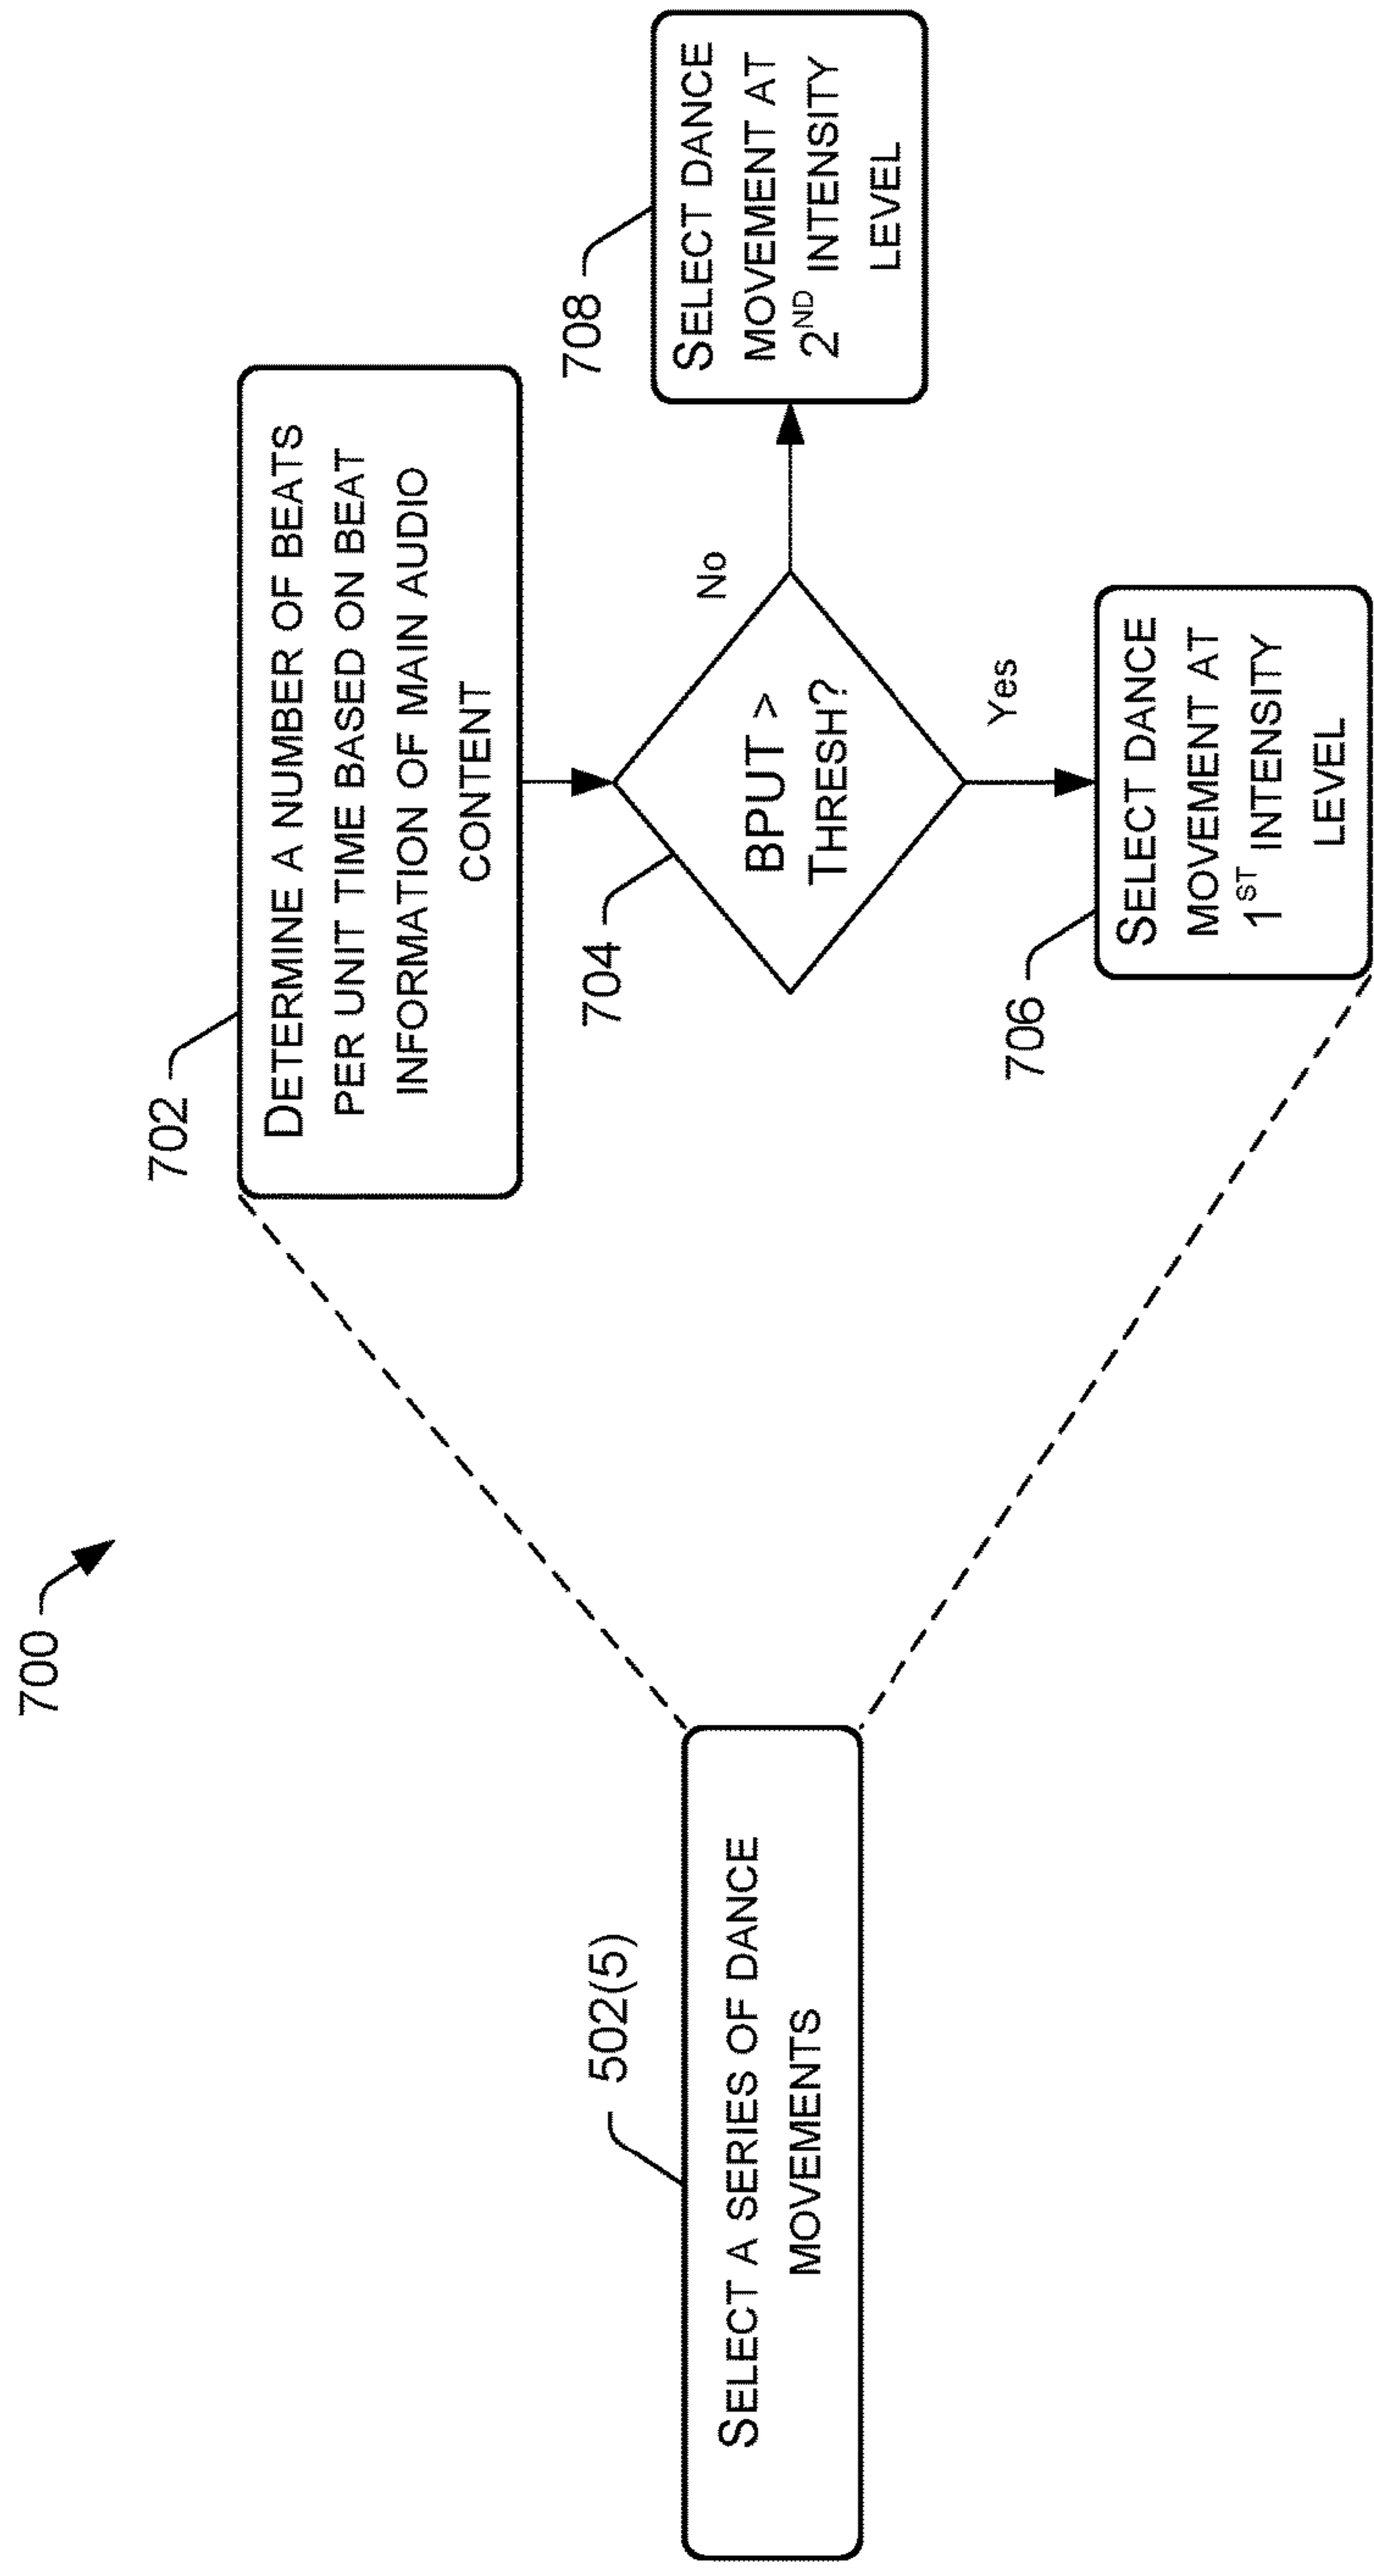 700
702
DETERMINE A NUMBER OF BEATS
PER UNIT TIME BASED ON BEAT
INFORMATION OF MAIN AUDIO
CONTENT
502(5)
SELECT A SERIES OF DANCE
MOVEMENTS
704
BPUT >
THRESH?
No
708
SELECT DANCE
MOVEMENT AT
2ND INTENSITY
LEVEL
Yes
706
SELECT DANCE
MOVEMENT AT
1ST INTENSITY
LEVEL